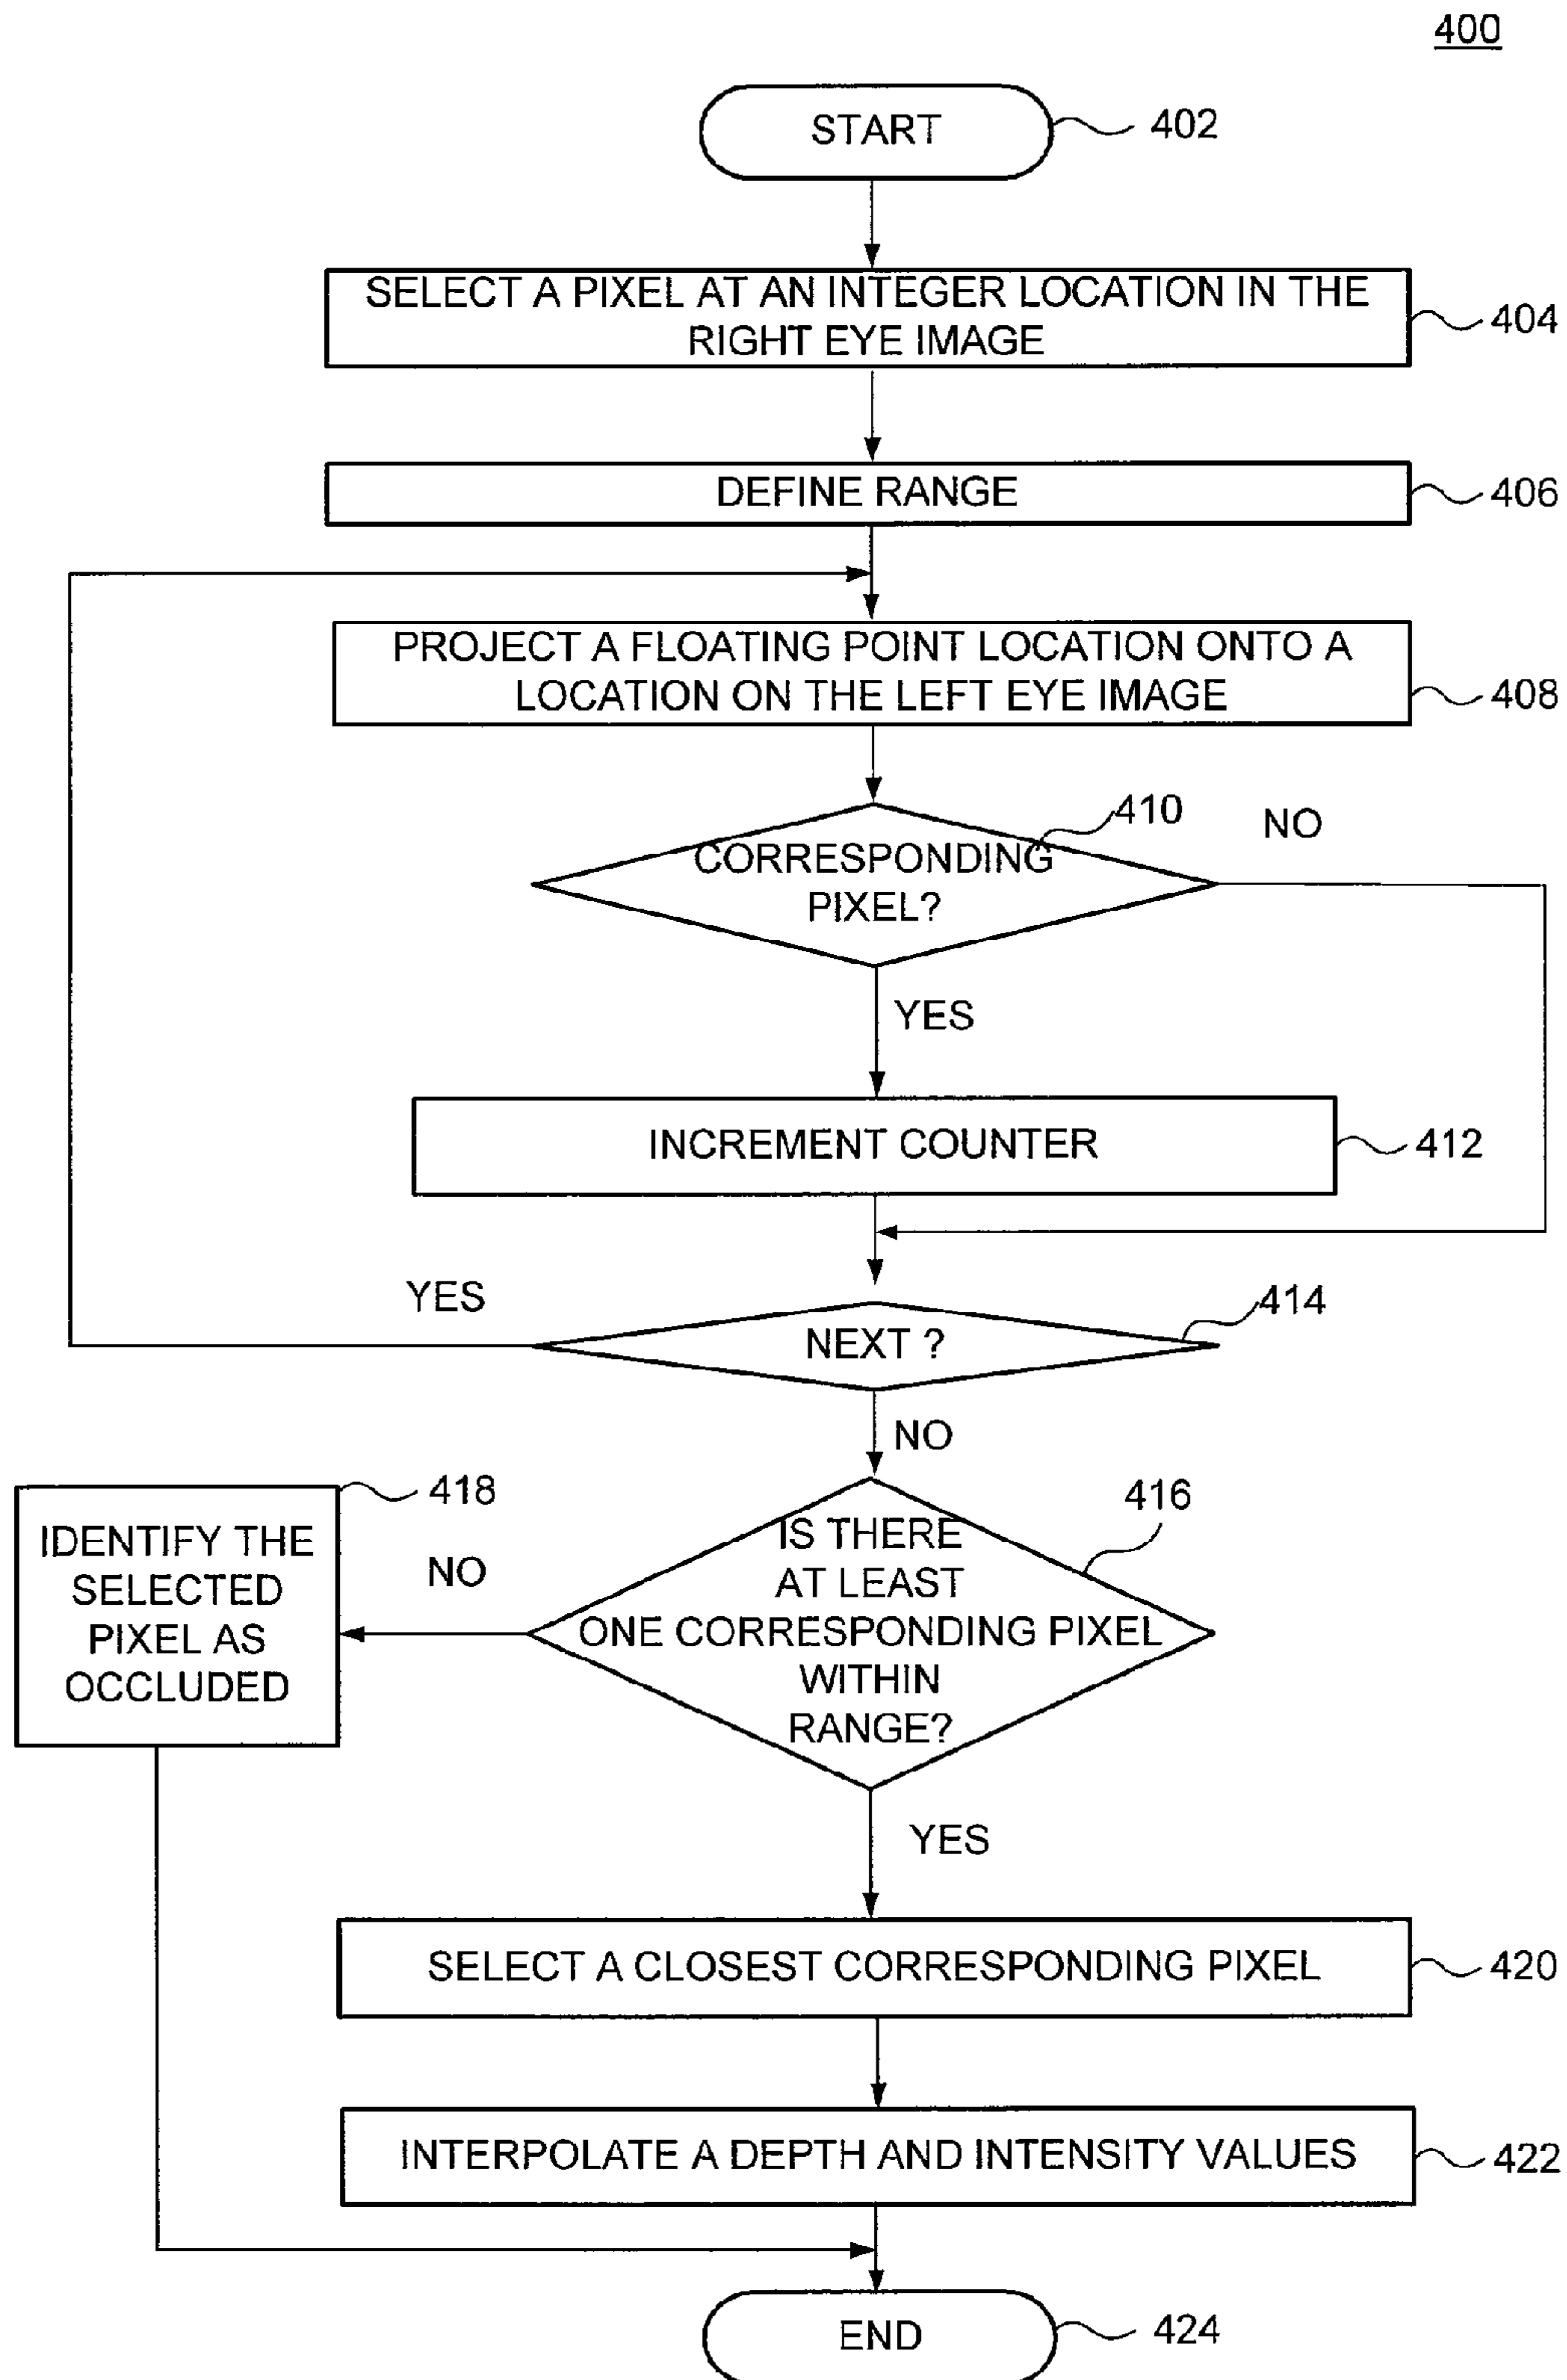 400
START
402
SELECT A PIXEL AT AN INTEGER LOCATION IN THE
RIGHT EYE IMAGE
404
DEFINE RANGE
406
PROJECT A FLOATING POINT LOCATION ONTO A
LOCATION ON THE LEFT EYE IMAGE
408
410
NO
CORRESPONDING
PIXEL?
YES
INCREMENT COUNTER
412
YES
414
NEXT ?
NO
418
416
IDENTIFY THE
SELECTED
PIXEL AS
OCCLUDED
NO
IS THERE
AT LEAST
ONE CORRESPONDING PIXEL
WITHIN
RANGE?
YES
SELECT A CLOSEST CORRESPONDING PIXEL
420
INTERPOLATE A DEPTH AND INTENSITY VALUES
422
END
424